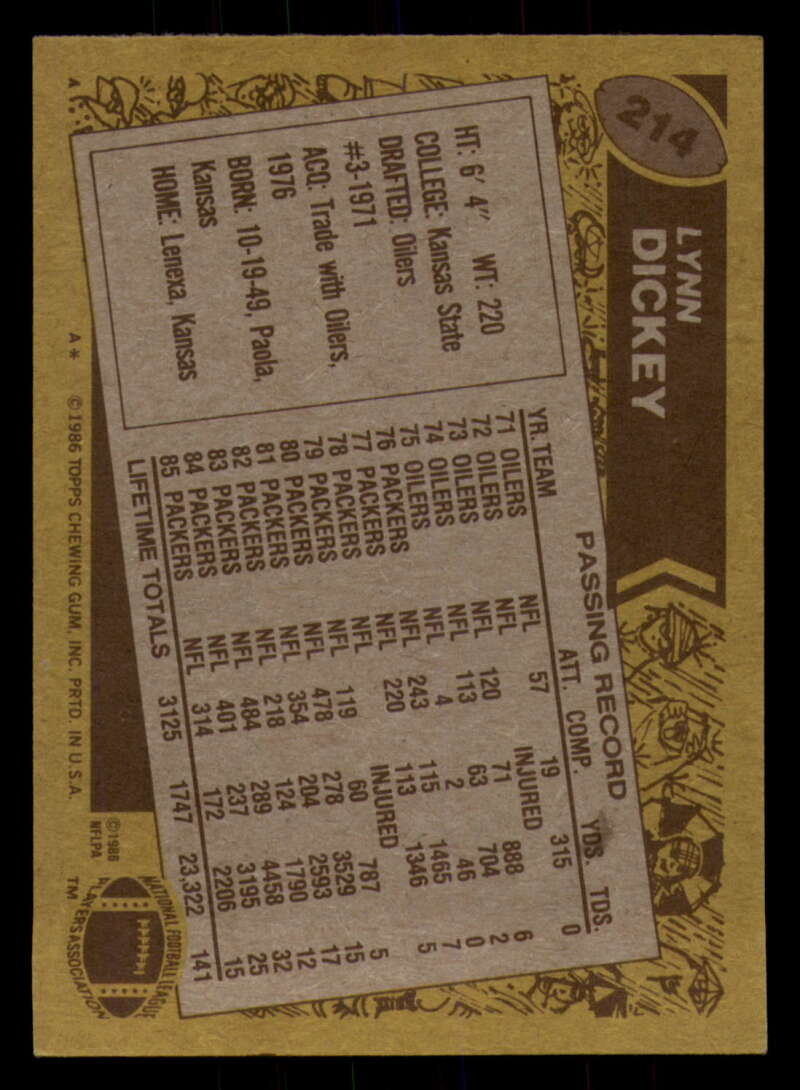 214
LYNN
DICKEY
HT: 6' 4" WT: 220
COLLEGE: Kansas State
DRAFTED: Oilers
#3-1971
ACQ: Trade with Oilers,
1976
BORN: 10-19-49, Paola,
Kansas
HOME: Lenexa, Kansas
PASSING RECORD
YR. TEAM ATT. COMP. YDS. TDS.
71 OILERS NFL 57 19 315 0
72 OILERS INJURED
73 OILERS NFL 120 71 888 6
74 OILERS NFL 113 63 704 2
75 OILERS NFL 4 2 46 0
76 PACKERS NFL 243 115 1465 7
77 PACKERS NFL 220 113 1346 5
78 PACKERS INJURED
79 PACKERS NFL 119 60 787 5
80 PACKERS NFL 478 278 3529 15
81 PACKERS NFL 354 204 2593 17
82 PACKERS NFL 218 124 1790 12
83 PACKERS NFL 484 289 4458 32
84 PACKERS NFL 401 237 3195 25
85 PACKERS NFL 314 172 2206 15
LIFETIME TOTALS 3125 1747 23,322 141
A* ©1986 TOPPS CHEWING GUM, INC. PRTD. IN U.S.A.
©1986
NFLPA
NATIONAL FOOTBALL LEAGUE
PLAYERS ASSOCIATION
TM